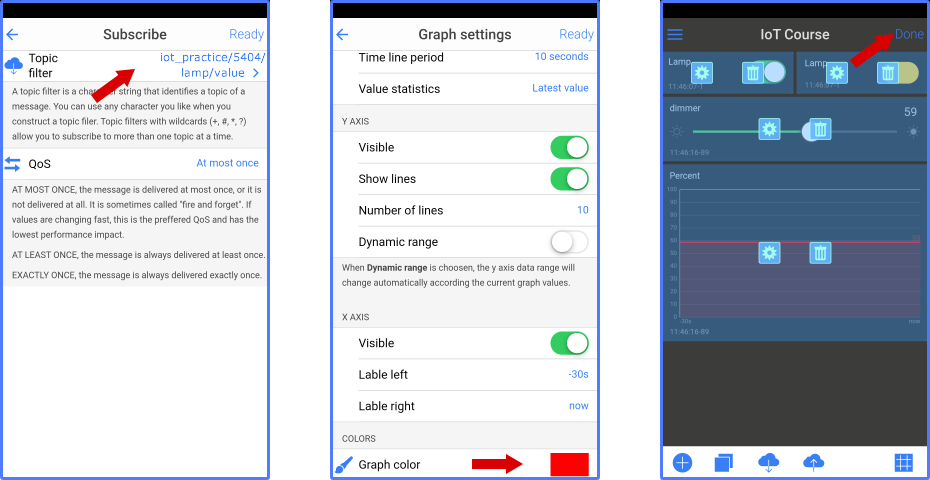 Subscribe
Ready
Topic
filter
iot_practice/5404/
lamp/value
A topic filter is a character string that identifies a topic of a
message. You can use any character you like when you
construct a topic filer. Topic filters with wildcards (+, #, *, ?)
allow you to subscribe to more than one topic at a time.
QoS
At most once
AT MOST ONCE, the message is delivered at most once, or it is
not delivered at all. It is sometimes called "fire and forget". If
values are changing fast, this is the preffered QoS and has the
lowest performance impact.
AT LEAST ONCE, the message is always delivered at least once.
EXACTLY ONCE, the message is always delivered exactly once.
Graph settings
Ready
Time line period
10 seconds
Value statistics
Latest value
Y AXIS
Visible
Show lines
Number of lines
10
Dynamic range
When Dynamic range is choosen, the y axis data range will
change automatically according the current graph values.
X AXIS
Visible
Lable left
-30s
Lable right
now
COLORS
Graph color
IoT Course
Done
Lamp
11:46:07-1
Lamp
11:46:07-1
dimmer
59
11:46:16-89
Percent
100
90
80
70
60
50
40
30
20
10
0
-30s
now
11:46:16-89